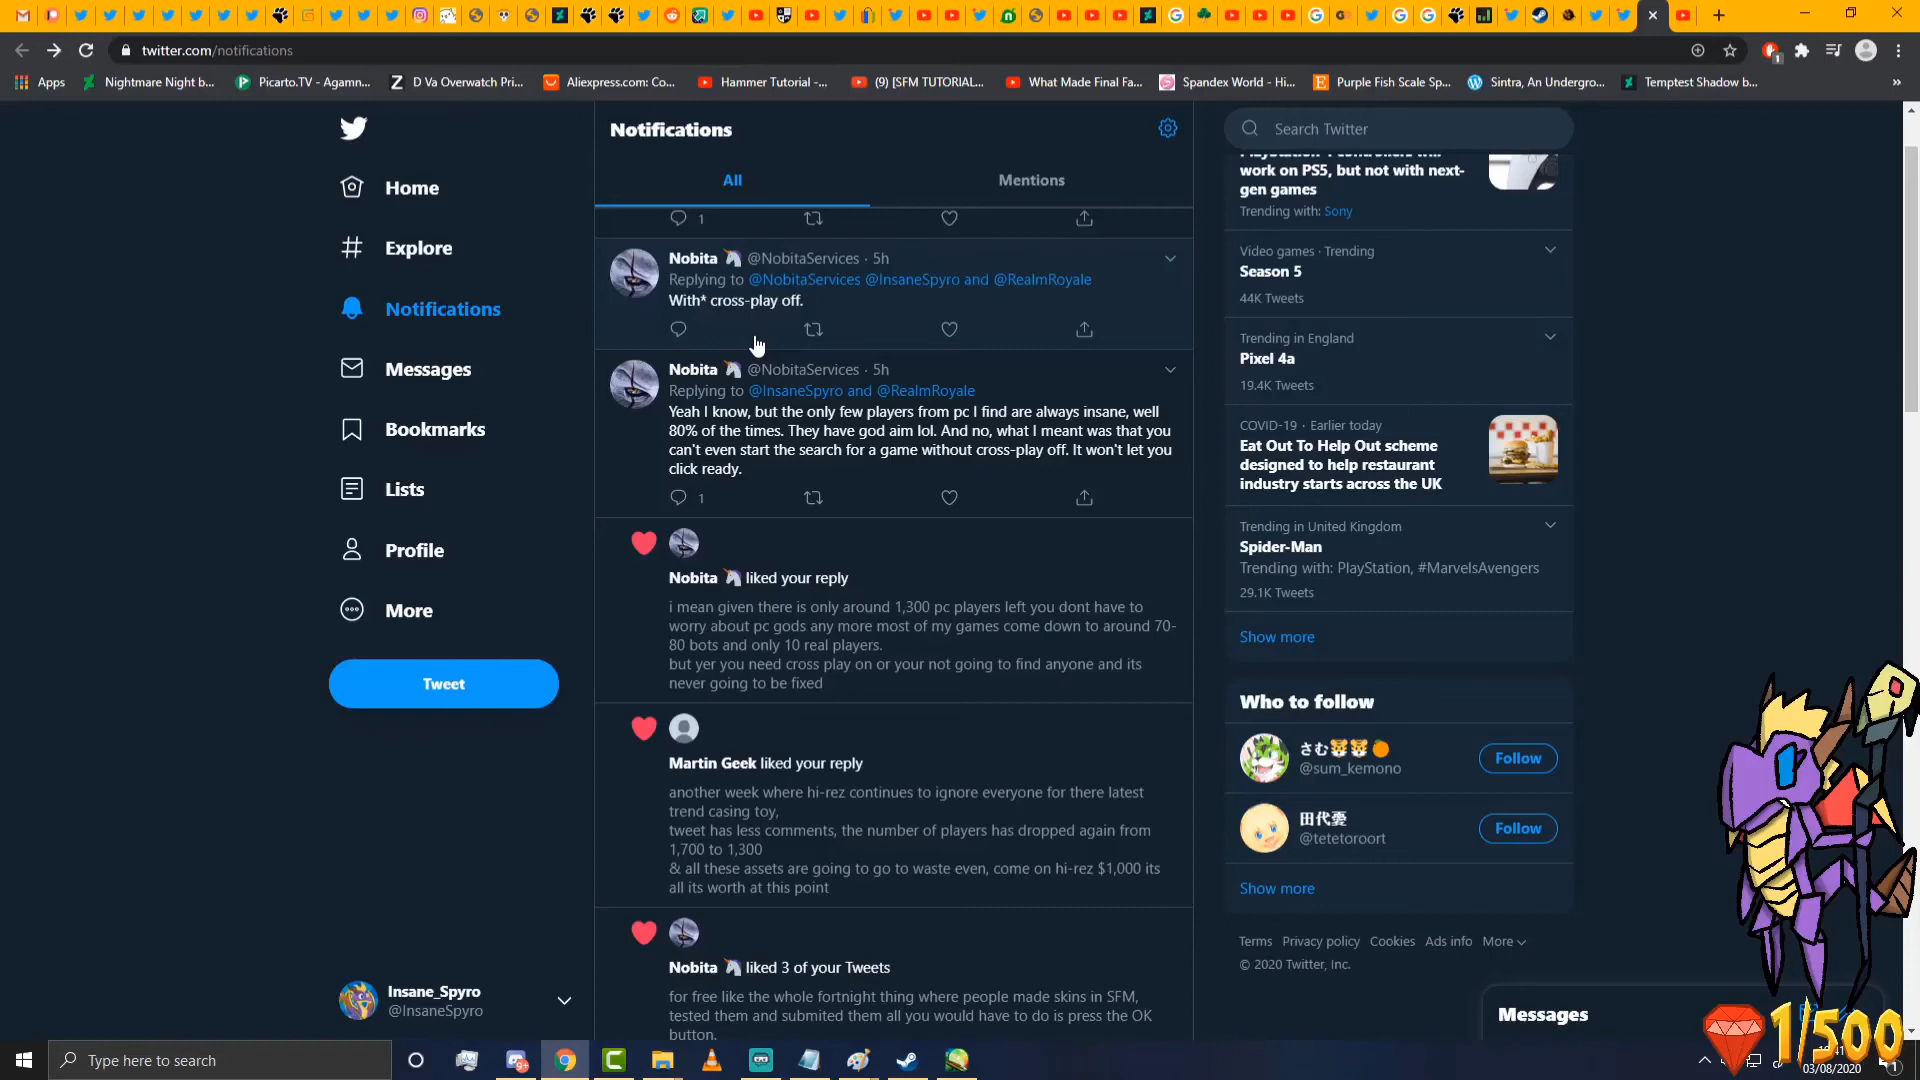 twitter.com/notifications
Apps
Nightmare Night b...
Picarto.TV - Agamn...
D Va Overwatch Pri...
Aliexpress.com: Co...
Hammer Tutorial -...
(9) [SFM TUTORIAL...
What Made Final Fa...
Spandex World - Hi...
Purple Fish Scale Sp...
Sintra, An Undergro...
Temptest Shadow b...
Home
Explore
Notifications
Messages
Bookmarks
Lists
Profile
More
Tweet
Insane_Spyro
@InsaneSpyro
Notifications
All
Mentions
1
Nobita 🦄 @NobitaServices · 5h
Replying to @NobitaServices @InsaneSpyro and @RealmRoyale
With* cross-play off.
Nobita 🦄 @NobitaServices · 5h
Replying to @InsaneSpyro and @RealmRoyale
Yeah I know, but the only few players from pc I find are always insane, well
80% of the times. They have god aim lol. And no, what I meant was that you
can't even start the search for a game without cross-play off. It won't let you
click ready.
1
Nobita 🦄 liked your reply
i mean given there is only around 1,300 pc players left you dont have to
worry about pc gods any more most of my games come down to around 70-
80 bots and only 10 real players.
but yer you need cross play on or your not going to find anyone and its
never going to be fixed
Martin Geek liked your reply
another week where hi-rez continues to ignore everyone for there latest
trend casing toy,
tweet has less comments, the number of players has dropped again from
1,700 to 1,300
& all these assets are going to go to waste even, come on hi-rez $1,000 its
all its worth at this point
Nobita 🦄 liked 3 of your Tweets
for free like the whole fortnight thing where people made skins in SFM,
tested them and submited them all you would have to do is press the OK
button.
Search Twitter
work on PS5, but not with next-
gen games
Trending with: Sony
Video games · Trending
Season 5
44K Tweets
Trending in England
Pixel 4a
19.4K Tweets
COVID-19 · Earlier today
Eat Out To Help Out scheme
designed to help restaurant
industry starts across the UK
Trending in United Kingdom
Spider-Man
Trending with: PlayStation, #MarvelsAvengers
29.1K Tweets
Show more
Who to follow
さむ🐯🐯🍊
@sum_kemono
Follow
田代憂
@tetetoroort
Follow
Show more
Terms Privacy policy Cookies Ads info More
© 2020 Twitter, Inc.
Messages
1/500
Type here to search
03/08/2020